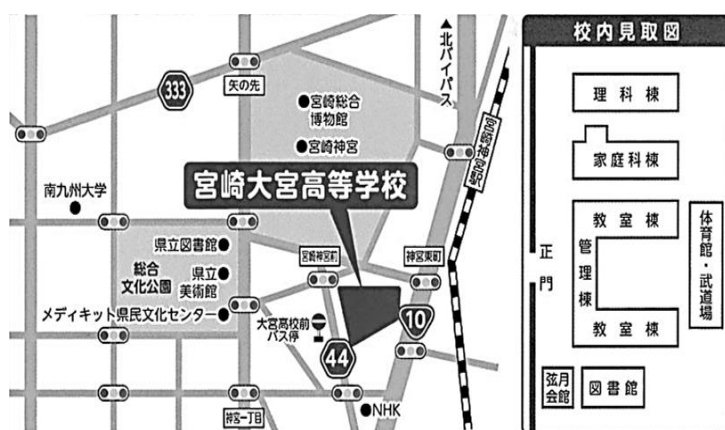 ▲北バイパス
333
矢の先
宮崎総合
博物館
宮崎神宮
宮崎神宮駅
宮崎大宮高等学校
南九州大学
県立図書館
総合
文化公園
県立
美術館
メディキット県民文化センター
宮崎神宮前
神宮東町
大宮高校前
バス停
10
44
神宮一丁目
NHK
校内見取図
理科棟
家庭科棟
教室棟
管理棟
教室棟
体育館・武道場
正門
弦月
会館
図書館